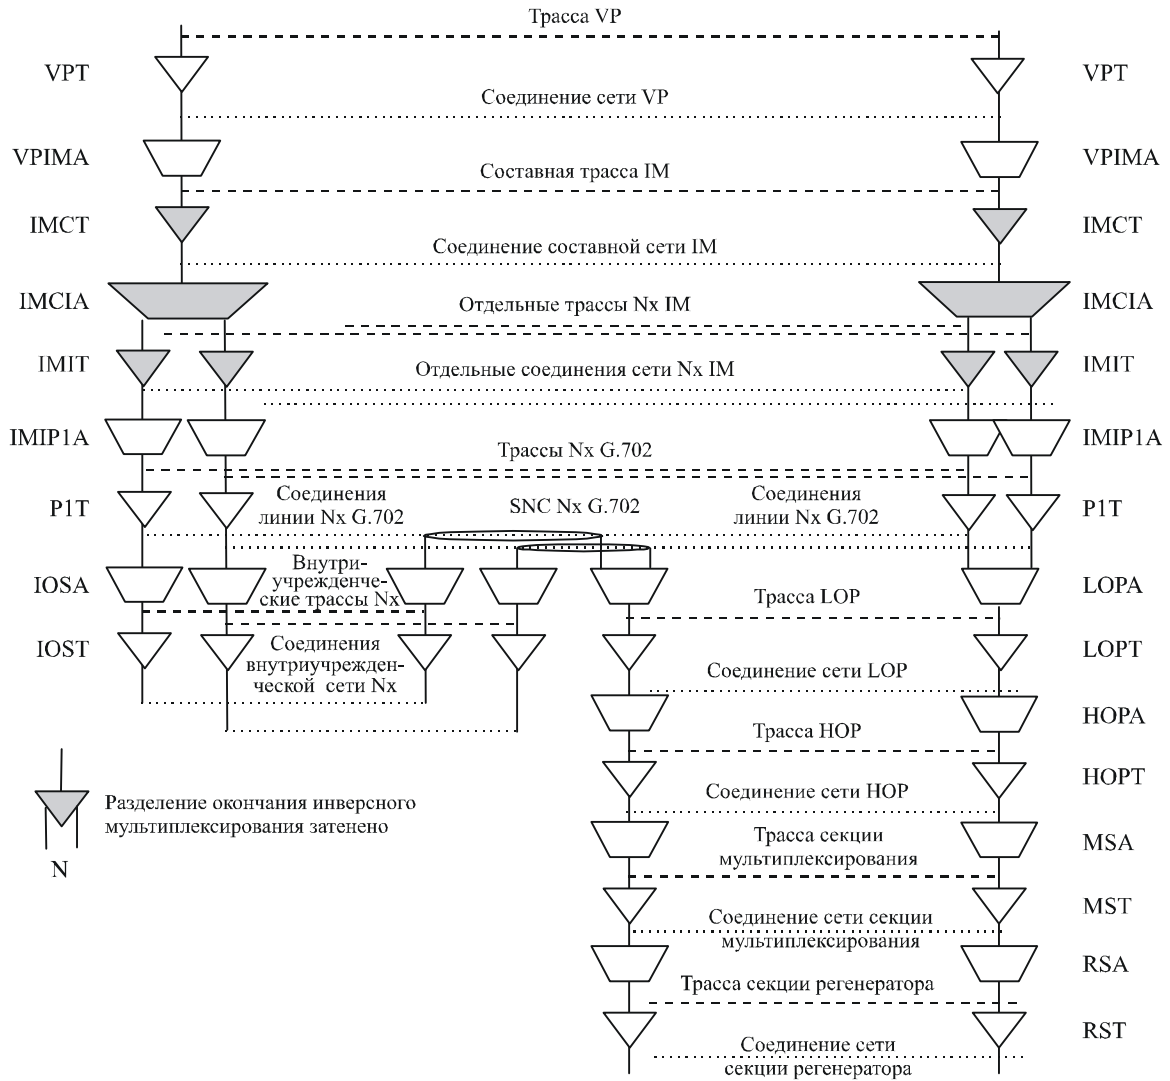 Трасса VP
VPT
VPT
Соединение сети VP
VPIMA
VPIMA
Составная трасса IM
IMCT
IMCT
Соединение составной сети IM
IMCIA
IMCIA
Отдельные трассы Nx IM
IMIT
IMIT
Отдельные соединения сети Nx IM
IMIP1A
IMIP1A
Трассы Nx G.702
P1T
Соединения
линии Nx G.702
SNC Nx G.702
Соединения
линии Nx G.702
P1T
IOSA
Внутри-
учрежденче-
ские трассы Nx
Трасса LOP
LOPA
IOST
Соединения
внутриучрежден-
ческой сети Nx
LOPT
Соединение сети LOP
HOPA
Трасса HOP
HOPT
Соединение сети HOP
Разделение окончания инверсного
мультиплексирования затенено
N
Трасса секции
мультиплексирования
MSA
MST
Соединение сети секции
мультиплексирования
RSA
Трасса секции регенератора
RST
Соединение сети
секции регенератора